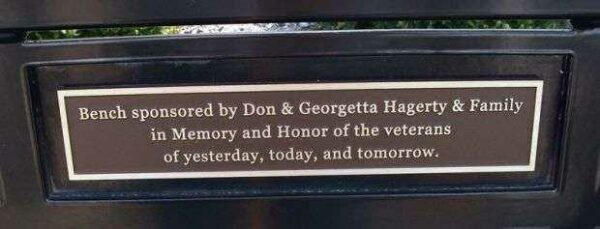 Bench sponsored by Don & Georgetta Hagerty & Family
in Memory and Honor of the veterans
of yesterday, today, and tomorrow.